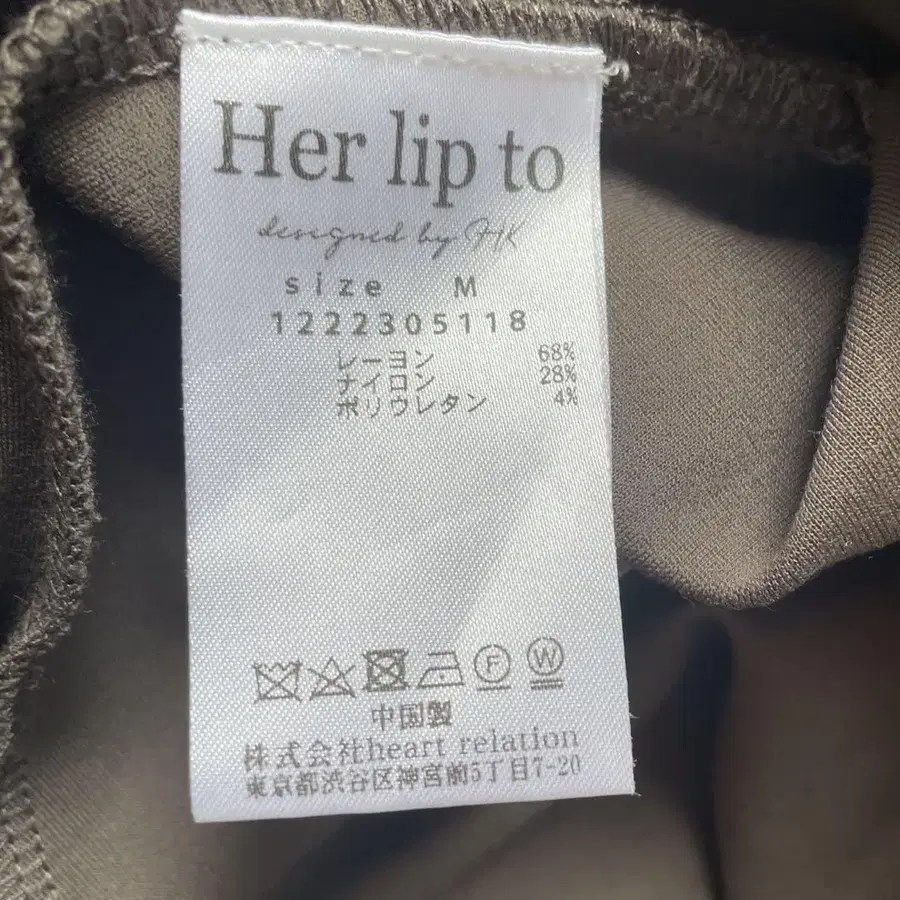 Her lip to
designed by HK
size M
1222305118
レーヨン 68%
ナイロン 28%
ポリウレタン 4%
F W
中国製
株式会社heart relation
東京都渋谷区神宮前5丁目7-20